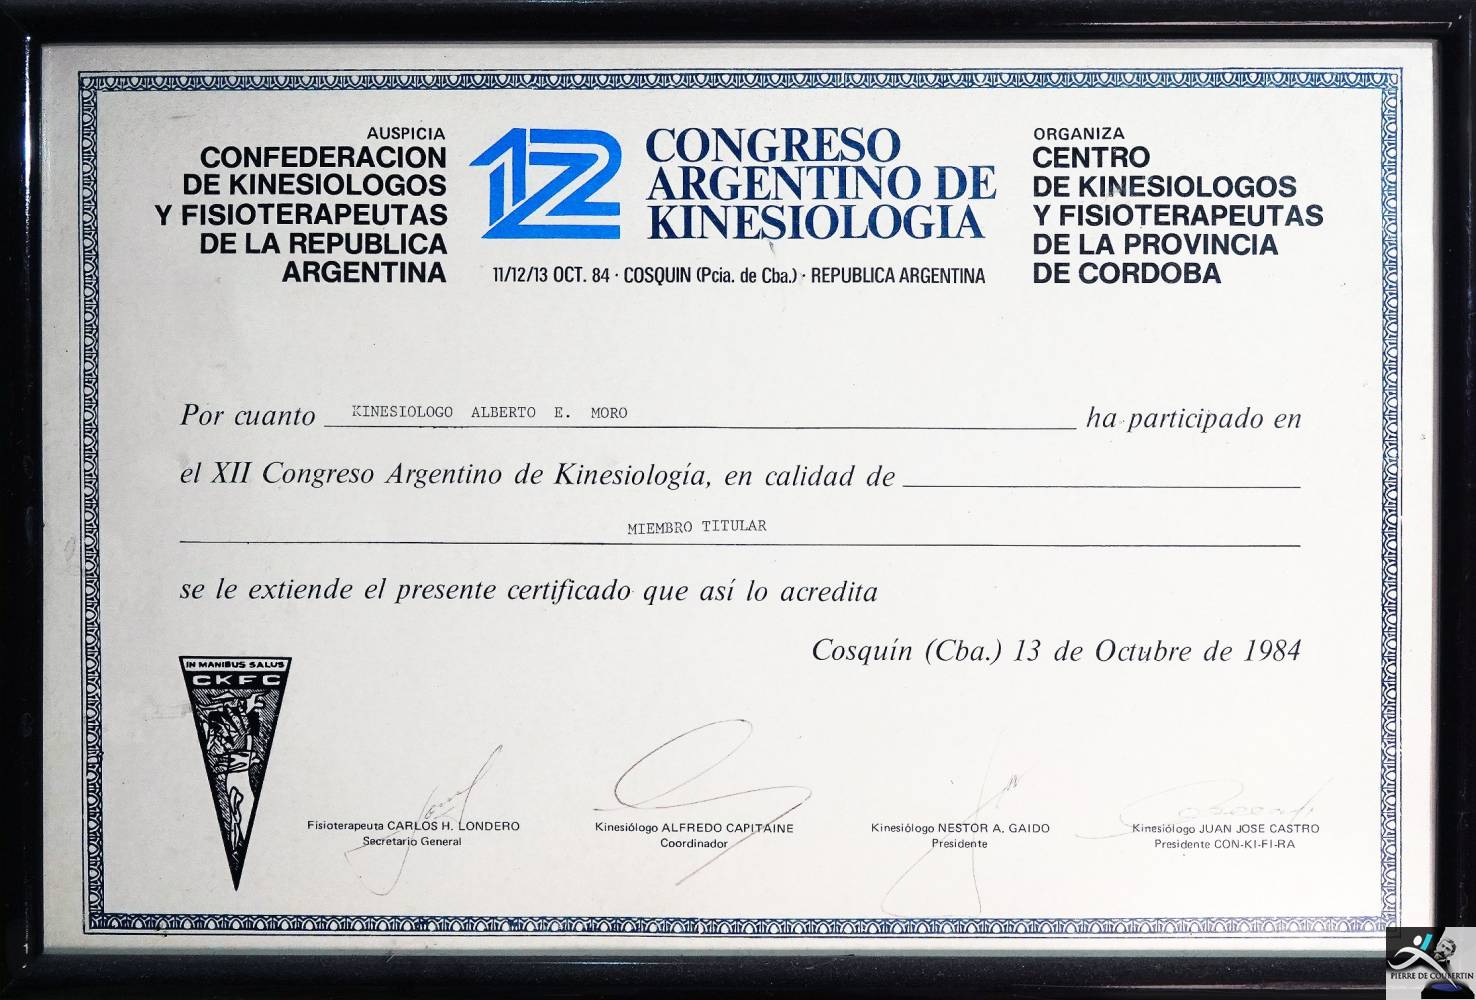 AUSPICIA
CONFEDERACION
DE KINESIOLOGOS
Y FISIOTERAPEUTAS
DE LA REPUBLICA
ARGENTINA
12
CONGRESO
ARGENTINO DE
KINESIOLOGIA
11/12/13 OCT. 84 · COSQUIN (Pcia. de Cba.) · REPUBLICA ARGENTINA
ORGANIZA
CENTRO
DE KINESIOLOGOS
Y FISIOTERAPEUTAS
DE LA PROVINCIA
DE CORDOBA
Por cuanto KINESIOLOGO ALBERTO E. MORO ha participado en
el XII Congreso Argentino de Kinesiología, en calidad de
MIEMBRO TITULAR
se le extiende el presente certificado que así lo acredita
Cosquín (Cba.) 13 de Octubre de 1984
IN MANIBUS SALUS
CKFC
Fisioterapeuta CARLOS H. LONDERO
Secretario General
Kinesiólogo ALFREDO CAPITAINE
Coordinador
Kinesiólogo NESTOR A. GAIDO
Presidente
Kinesiólogo JUAN JOSE CASTRO
Presidente CON-KI-FI-RA
PIERRE DE COUBERTIN